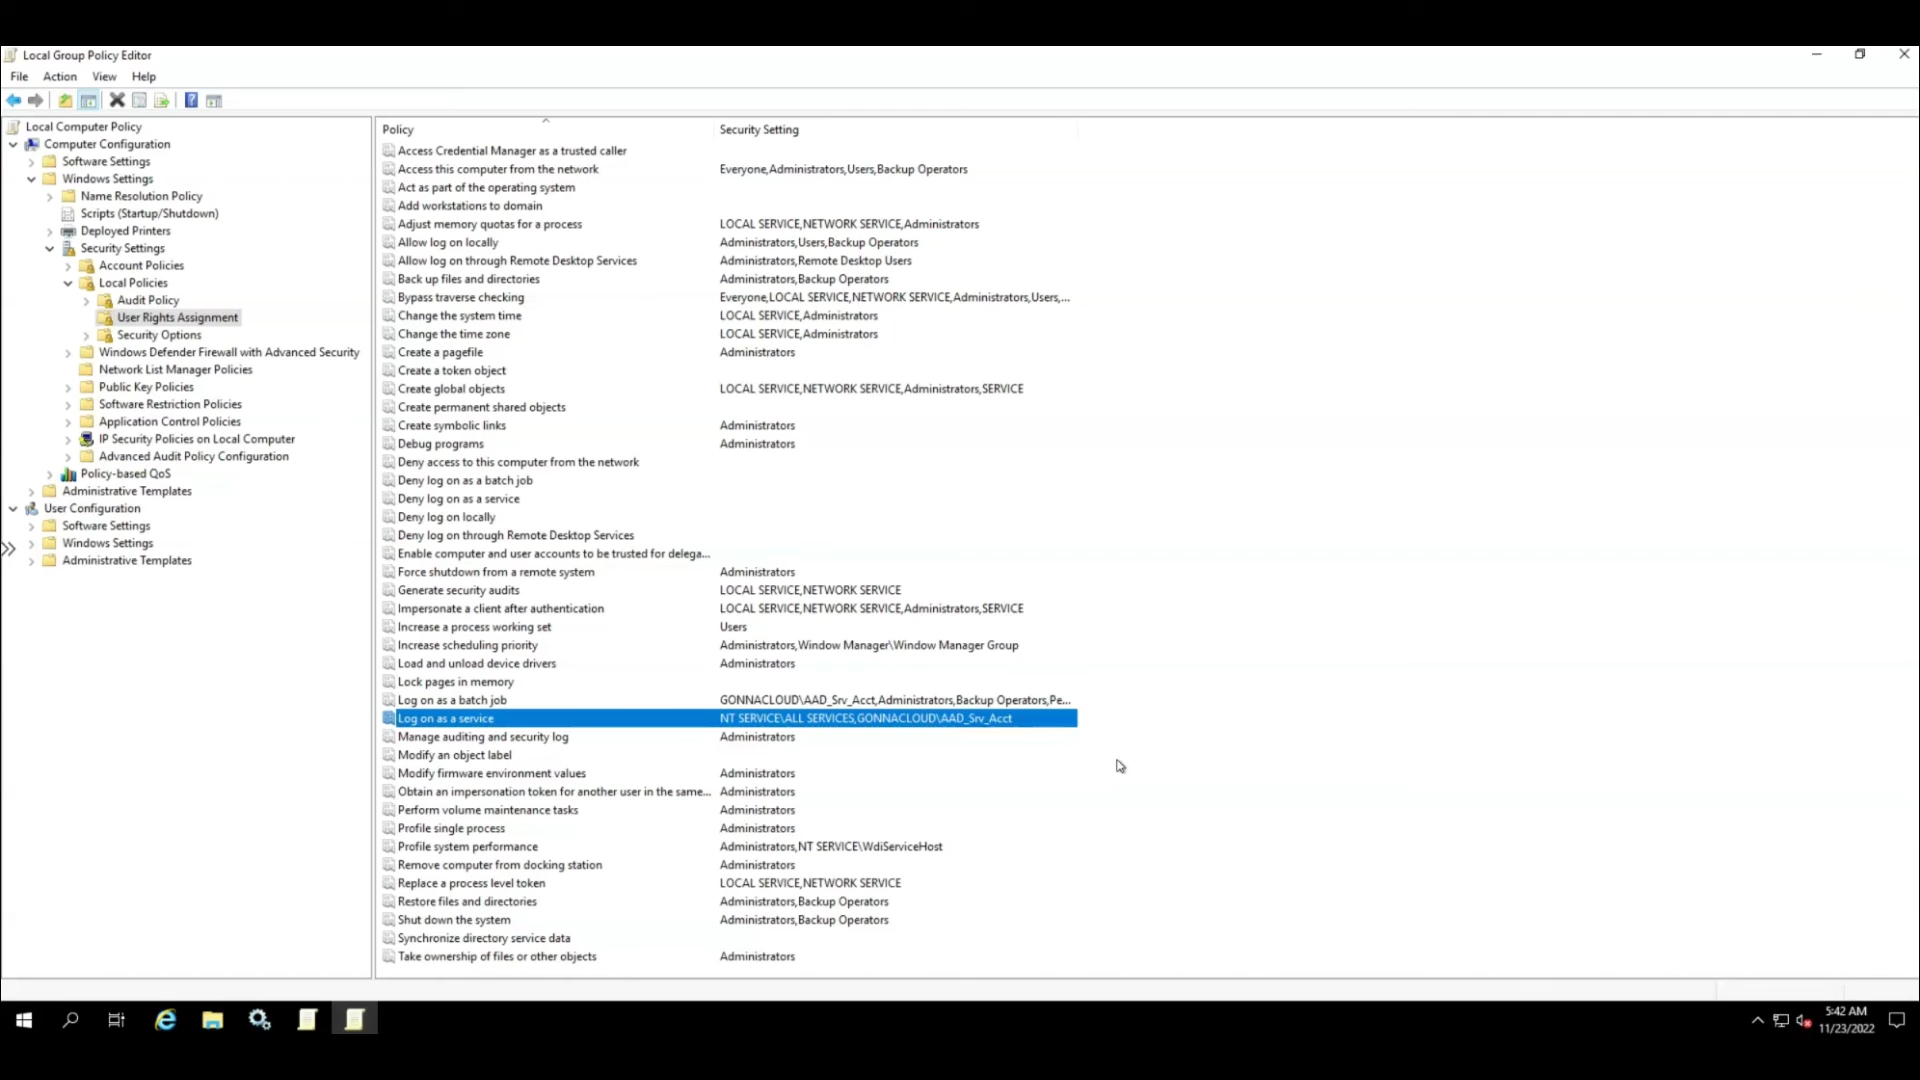 Local Group Policy Editor
File Action View Help
Local Computer Policy
Computer Configuration
Software Settings
Windows Settings
Name Resolution Policy
Scripts (Startup/Shutdown)
Deployed Printers
Security Settings
Account Policies
Local Policies
Audit Policy
User Rights Assignment
Security Options
Windows Defender Firewall with Advanced Security
Network List Manager Policies
Public Key Policies
Software Restriction Policies
Application Control Policies
IP Security Policies on Local Computer
Advanced Audit Policy Configuration
Policy-based QoS
Administrative Templates
User Configuration
Software Settings
Windows Settings
Administrative Templates
Policy Security Setting
Access Credential Manager as a trusted caller
Access this computer from the network Everyone,Administrators,Users,Backup Operators
Act as part of the operating system
Add workstations to domain
Adjust memory quotas for a process LOCAL SERVICE,NETWORK SERVICE,Administrators
Allow log on locally Administrators,Users,Backup Operators
Allow log on through Remote Desktop Services Administrators,Remote Desktop Users
Back up files and directories Administrators,Backup Operators
Bypass traverse checking Everyone,LOCAL SERVICE,NETWORK SERVICE,Administrators,Users,...
Change the system time LOCAL SERVICE,Administrators
Change the time zone LOCAL SERVICE,Administrators
Create a pagefile Administrators
Create a token object
Create global objects LOCAL SERVICE,NETWORK SERVICE,Administrators,SERVICE
Create permanent shared objects
Create symbolic links Administrators
Debug programs Administrators
Deny access to this computer from the network
Deny log on as a batch job
Deny log on as a service
Deny log on locally
Deny log on through Remote Desktop Services
Enable computer and user accounts to be trusted for delega...
Force shutdown from a remote system Administrators
Generate security audits LOCAL SERVICE,NETWORK SERVICE
Impersonate a client after authentication LOCAL SERVICE,NETWORK SERVICE,Administrators,SERVICE
Increase a process working set Users
Increase scheduling priority Administrators,Window Manager\Window Manager Group
Load and unload device drivers Administrators
Lock pages in memory
Log on as a batch job GONNACLOUD\AAD_Srv_Acct,Administrators,Backup Operators,Pe...
Log on as a service NT SERVICE\ALL SERVICES,GONNACLOUD\AAD_Srv_Acct
Manage auditing and security log Administrators
Modify an object label
Modify firmware environment values Administrators
Obtain an impersonation token for another user in the same... Administrators
Perform volume maintenance tasks Administrators
Profile single process Administrators
Profile system performance Administrators,NT SERVICE\WdiServiceHost
Remove computer from docking station Administrators
Replace a process level token LOCAL SERVICE,NETWORK SERVICE
Restore files and directories Administrators,Backup Operators
Shut down the system Administrators,Backup Operators
Synchronize directory service data
Take ownership of files or other objects Administrators
5:42 AM
11/23/2022